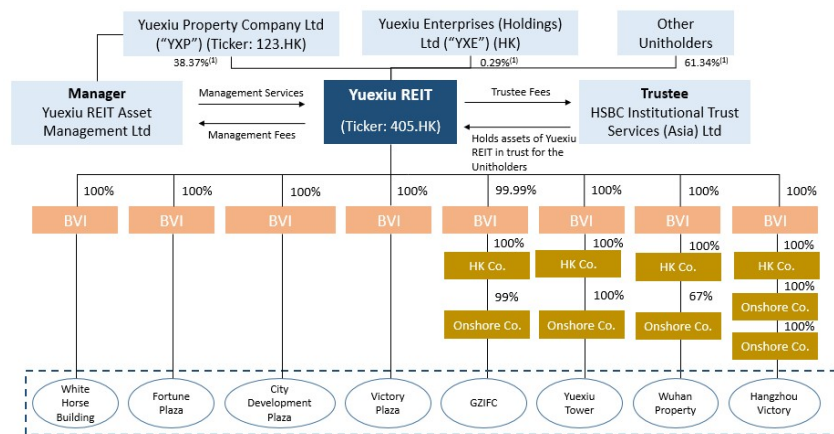 Yuexiu Property Company Ltd
("YXP") (Ticker: 123.HK)
38.37%(1)
Yuexiu Enterprises (Holdings)
Ltd ("YXE") (HK)
0.29%(1)
Other
Unitholders
61.34%(1)
Manager
Yuexiu REIT Asset
Management Ltd
Management Services
Management Fees
Yuexiu REIT
(Ticker: 405.HK)
Trustee Fees
Holds assets of Yuexiu
REIT in trust for the
Unitholders
Trustee
HSBC Institutional Trust
Services (Asia) Ltd
100% 100% 100% 100% 99.99% 100% 100% 100%
BVI BVI BVI BVI BVI BVI BVI BVI
100% 100% 100% 100%
HK Co. HK Co. HK Co. HK Co.
99% 100% 67% 100%
Onshore Co.
Onshore Co. Onshore Co. Onshore Co.
100%
Onshore Co.
White
Horse
Building
Fortune
Plaza
City
Development
Plaza
Victory
Plaza
GZIFC
Yuexiu
Tower
Wuhan
Property
Hangzhou
Victory